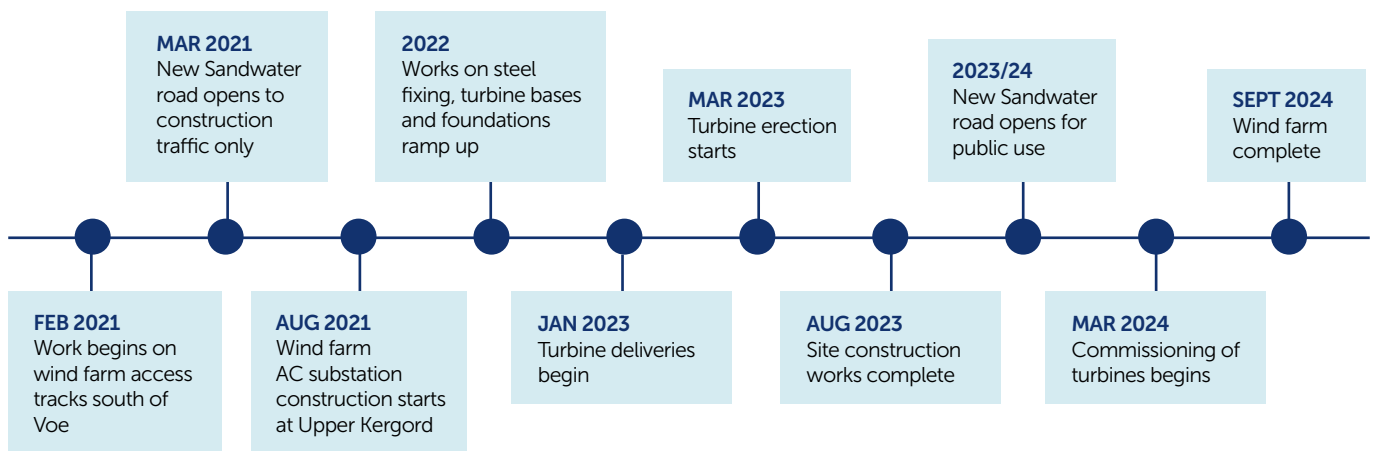 FEB 2021
Work begins on
wind farm access
tracks south of
Voe
MAR 2021
New Sandwater
road opens to
construction
traffic only
AUG 2021
Wind farm
AC substation
construction starts
at Upper Kergord
2022
Works on steel
fixing, turbine bases
and foundations
ramp up
JAN 2023
Turbine deliveries
begin
MAR 2023
Turbine erection
starts
AUG 2023
Site construction
works complete
2023/24
New Sandwater
road opens for
public use
MAR 2024
Commissioning of
turbines begins
SEPT 2024
Wind farm
complete